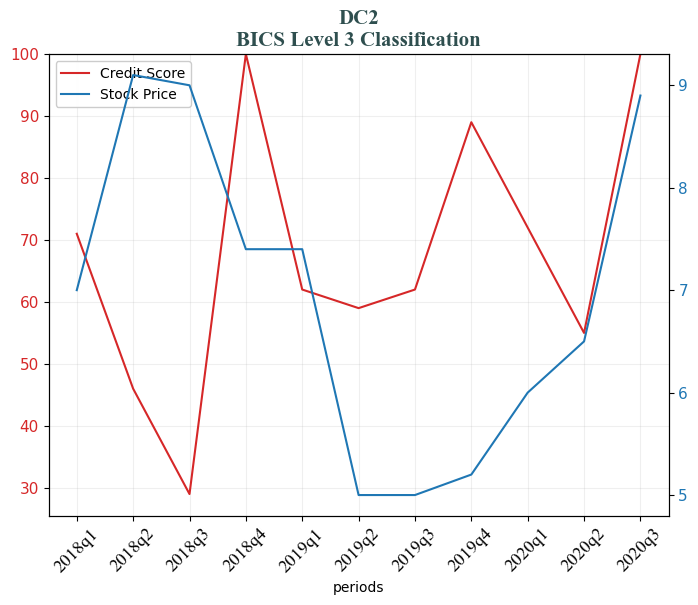 DC2
BICS Level 3 Classification
Credit Score
Stock Price
100
90
80
70
60
50
40
30
9
8
7
6
5
2018q1
2018q2
2018q3
2018q4
2019q1
2019q2
2019q3
2019q4
2020q1
2020q2
2020q3
periods